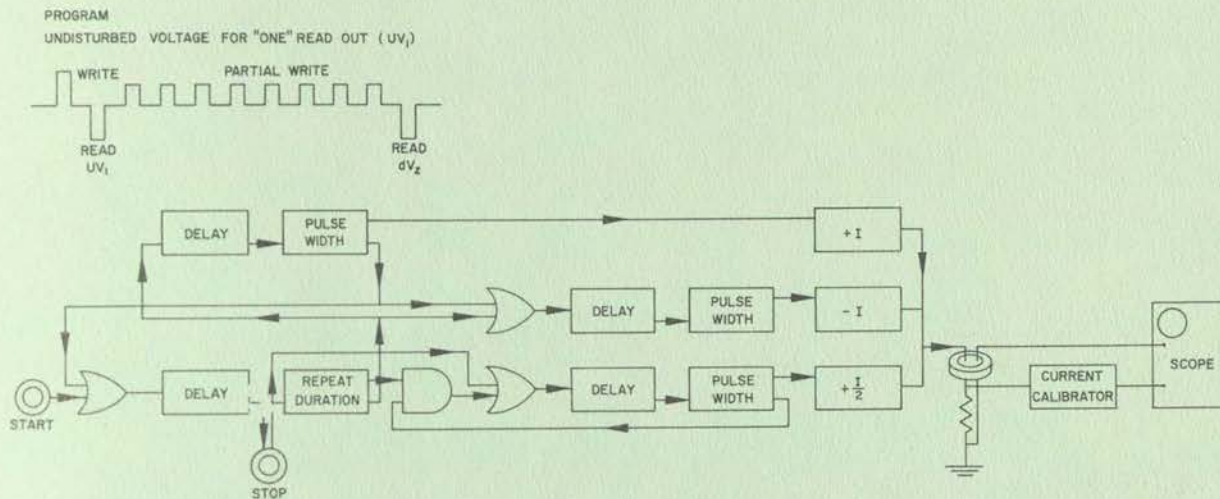 PROGRAM
UNDISTURBED VOLTAGE FOR "ONE" READ OUT (UV₁)
WRITE
PARTIAL WRITE
READ
UV₁
READ
dV_z
DELAY
PULSE
WIDTH
+I
DELAY
PULSE
WIDTH
-I
START
DELAY
REPEAT
DURATION
DELAY
PULSE
WIDTH
+I/2
CURRENT
CALIBRATOR
SCOPE
STOP